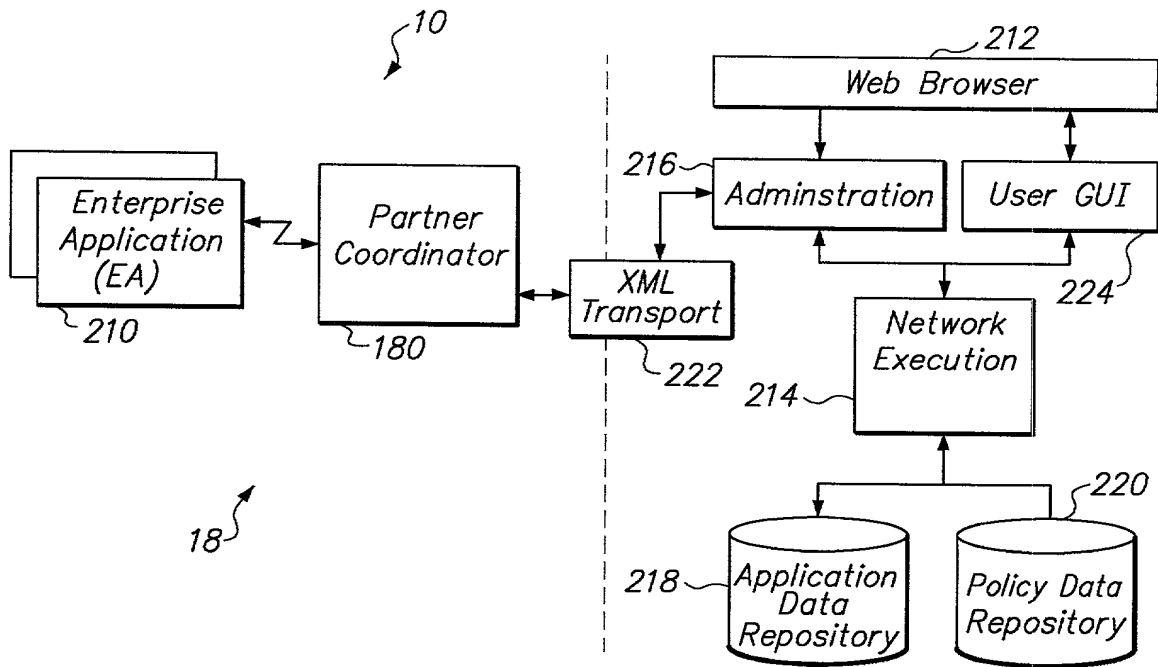 10
212
Web Browser
216
Adminstration
User GUI
224
Enterprise
Application
(EA)
210
Partner
Coordinator
180
XML
Transport
222
Network
Execution
214
18
218
Application
Data
Repository
220
Policy Data
Repository